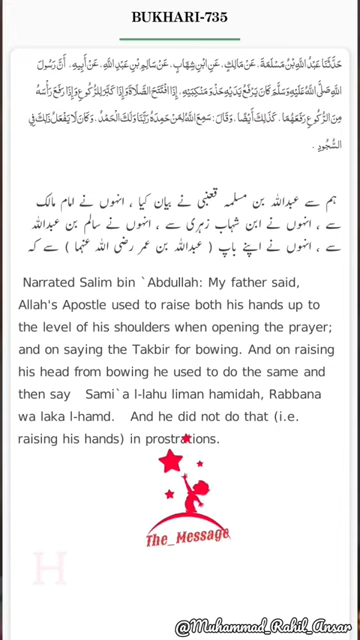 BUKHARI-735
حَدَّثَنَا عَبْدُ اللَّهِ بْنُ مَسْلَمَةَ، عَنْ مَالِكٍ، عَنِ ابْنِ شِهَابٍ، عَنْ سَالِمِ بْنِ عَبْدِ اللَّهِ، عَنْ أَبِيهِ، أَنَّ رَسُولَ
اللَّهِ صَلَّى اللَّهُ عَلَيْهِ وَسَلَّمَ كَانَ يَرْفَعُ يَدَيْهِ حَذْوَ مَنْكِبَيْهِ، إِذَا افْتَتَحَ الصَّلَاةَ وَإِذَا كَبَّرَ لِلرُّكُوعِ وَإِذَا رَفَعَ رَأْسَهُ
مِنَ الرُّكُوعِ رَفَعَهُمَا، كَذَلِكَ أَيْضًا، وَقَالَ: سَمِعَ اللَّهُ لِمَنْ حَمِدَهُ رَبَّنَا وَلَكَ الْحَمْدُ، وَكَانَ لَا يَفْعَلُ ذَلِكَ فِي
السُّجُودِ.
ہم سے عبداللہ بن مسلمہ قعنبی نے بیان کیا ، انہوں نے امام مالک
سے ، انہوں نے ابن شہاب زہری سے ، انہوں نے سالم بن عبداللہ
سے ، انہوں نے اپنے باپ ( عبداللہ بن عمر رضی اللہ عنہما ) سے کہ
Narrated Salim bin `Abdullah: My father said,
Allah's Apostle used to raise both his hands up to
the level of his shoulders when opening the prayer;
and on saying the Takbir for bowing. And on raising
his head from bowing he used to do the same and
then say Sami`a l-lahu liman hamidah, Rabbana
wa laka l-hamd. And he did not do that (i.e.
raising his hands) in prostrations.
The_Message
H
@Muhammad_Rahil_Ansar